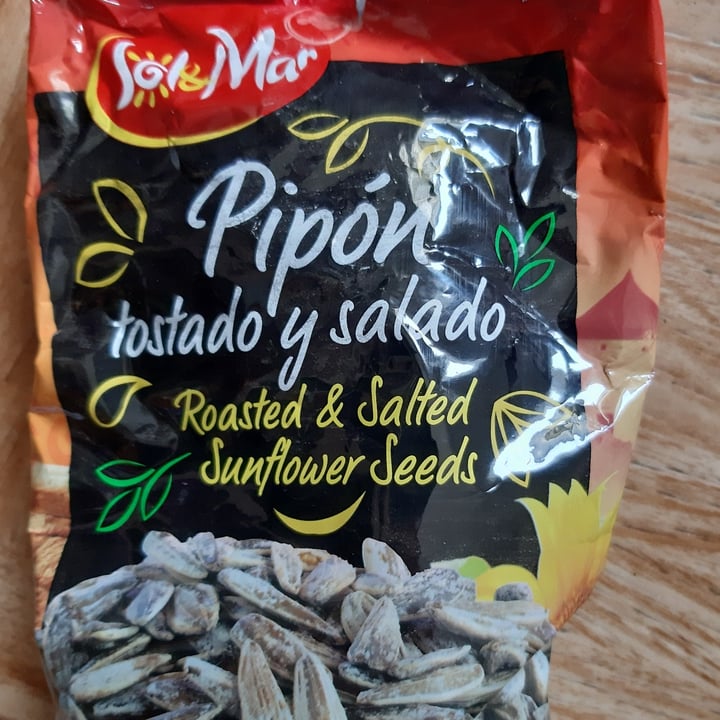 Sol&Mar
Pipón
tostado y salado
Roasted & Salted
Sunflower Seeds